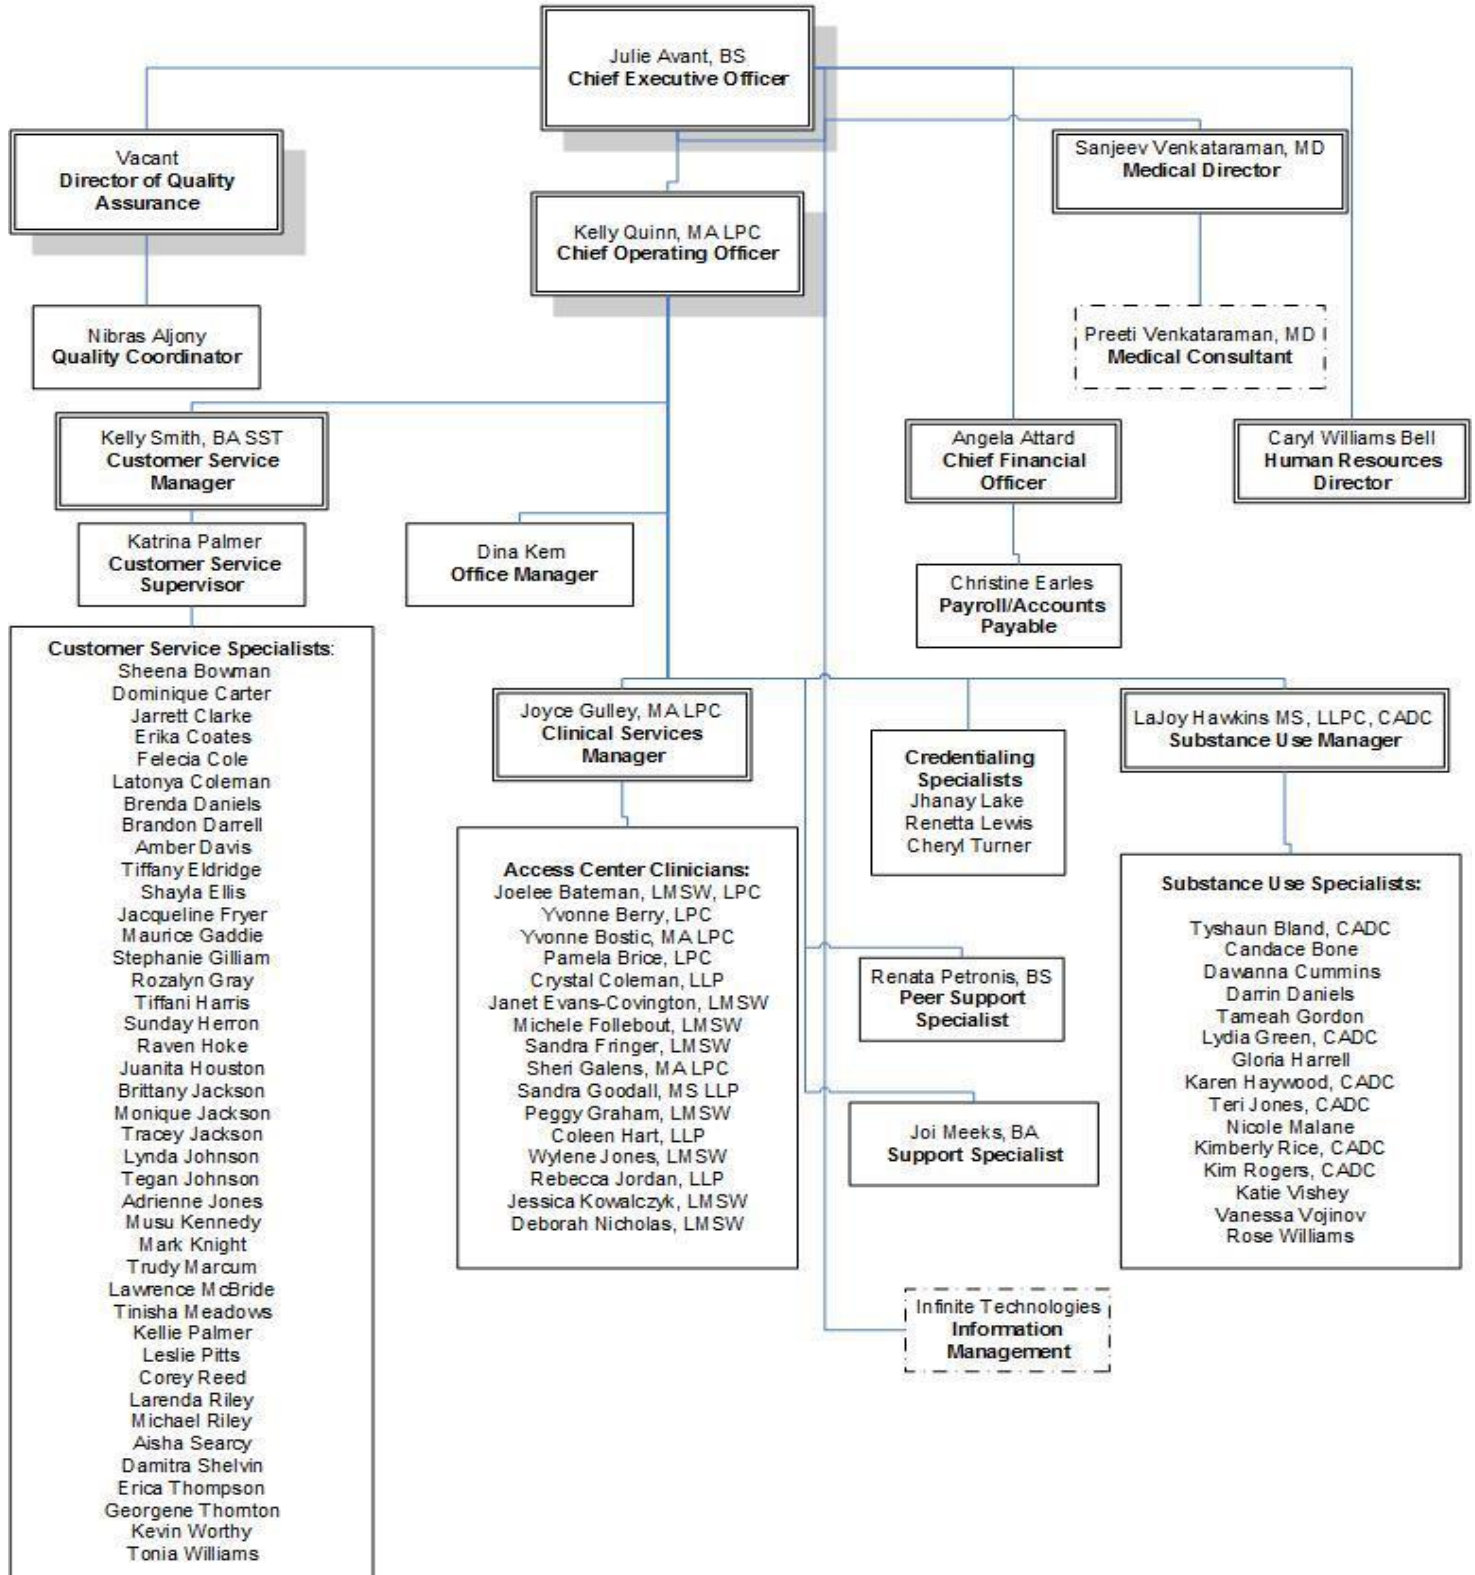 Julie Avant, BS
Chief Executive Officer
Vacant
Director of Quality
Assurance
Sanjeev Venkataraman, MD
Medical Director
Kelly Quinn, MA LPC
Chief Operating Officer
Nibras Aljony
Quality Coordinator
Preeti Venkataraman, MD
Medical Consultant
Kelly Smith, BA SST
Customer Service
Manager
Angela Attard
Chief Financial
Officer
Caryl Williams Bell
Human Resources
Director
Katrina Palmer
Customer Service
Supervisor
Dina Kem
Office Manager
Christine Earles
Payroll/Accounts
Payable
Customer Service Specialists:
Sheena Bowman
Dominique Carter
Jarrett Clarke
Erika Coates
Felecia Cole
Latonya Coleman
Brenda Daniels
Brandon Darrell
Amber Davis
Tiffany Eldridge
Shayla Ellis
Jacqueline Fryer
Maurice Gaddie
Stephanie Gilliam
Rozalyn Gray
Tiffani Harris
Sunday Herron
Raven Hoke
Juanita Houston
Brittany Jackson
Monique Jackson
Tracey Jackson
Lynda Johnson
Tegan Johnson
Adrienne Jones
Musu Kennedy
Mark Knight
Trudy Marcum
Lawrence McBride
Tinisha Meadows
Kellie Palmer
Leslie Pitts
Corey Reed
Larenda Riley
Michael Riley
Aisha Searcy
Damitra Shelvin
Erica Thompson
Georgene Thornton
Kevin Worthy
Tonia Williams
Joyce Gulley, MA LPC
Clinical Services
Manager
Access Center Clinicians:
Joelee Bateman, LMSW, LPC
Yvonne Berry, LPC
Yvonne Bostic, MA LPC
Pamela Brice, LPC
Crystal Coleman, LLP
Janet Evans-Covington, LMSW
Michele Follebout, LMSW
Sandra Fringer, LMSW
Sheri Galens, MA LPC
Sandra Goodall, MS LLP
Peggy Graham, LMSW
Coleen Hart, LLP
Wylene Jones, LMSW
Rebecca Jordan, LLP
Jessica Kowalczyk, LMSW
Deborah Nicholas, LMSW
Credentialing
Specialists
Jhanay Lake
Renetta Lewis
Cheryl Turner
Renata Petronis, BS
Peer Support
Specialist
Joi Meeks, BA
Support Specialist
Infinite Technologies
Information
Management
LaJoy Hawkins MS, LLPC, CADC
Substance Use Manager
Substance Use Specialists:
Tyshaun Bland, CADC
Candace Bone
Dawanna Cummins
Darrin Daniels
Tameah Gordon
Lydia Green, CADC
Gloria Harrell
Karen Haywood, CADC
Teri Jones, CADC
Nicole Malane
Kimberly Rice, CADC
Kim Rogers, CADC
Katie Vishey
Vanessa Vojinov
Rose Williams